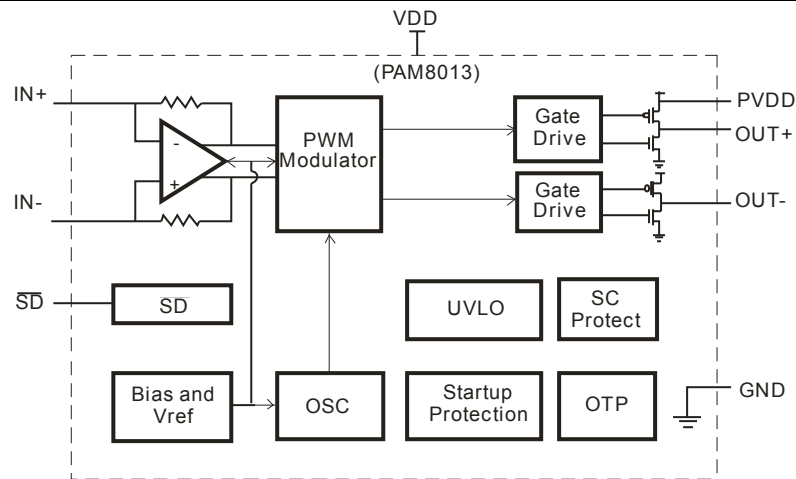 VDD
(PAM8013)
IN+
PVDD
Gate
Drive
PWM
Modulator
OUT+
-
+
IN-
Gate
Drive
OUT-
S̅D̅
SD
UVLO
SC
Protect
Bias and
Vref
OSC
Startup
Protection
OTP
GND